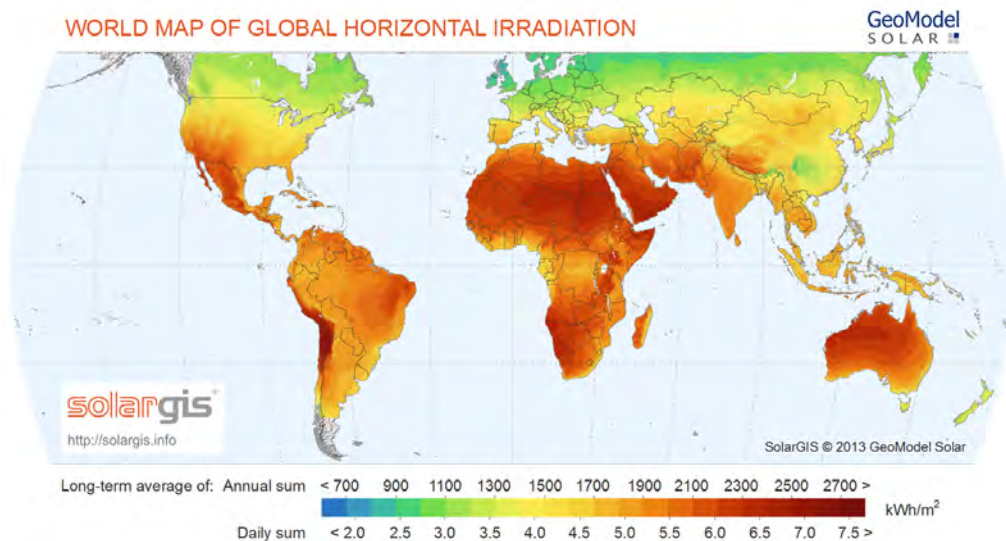 WORLD MAP OF GLOBAL HORIZONTAL IRRADIATION
GeoModel
SOLAR
solargis
http://solargis.info
SolarGIS © 2013 GeoModel Solar
Long-term average of: Annual sum < 700 900 1100 1300 1500 1700 1900 2100 2300 2500 2700 >
kWh/m²
Daily sum < 2.0 2.5 3.0 3.5 4.0 4.5 5.0 5.5 6.0 6.5 7.0 7.5 >